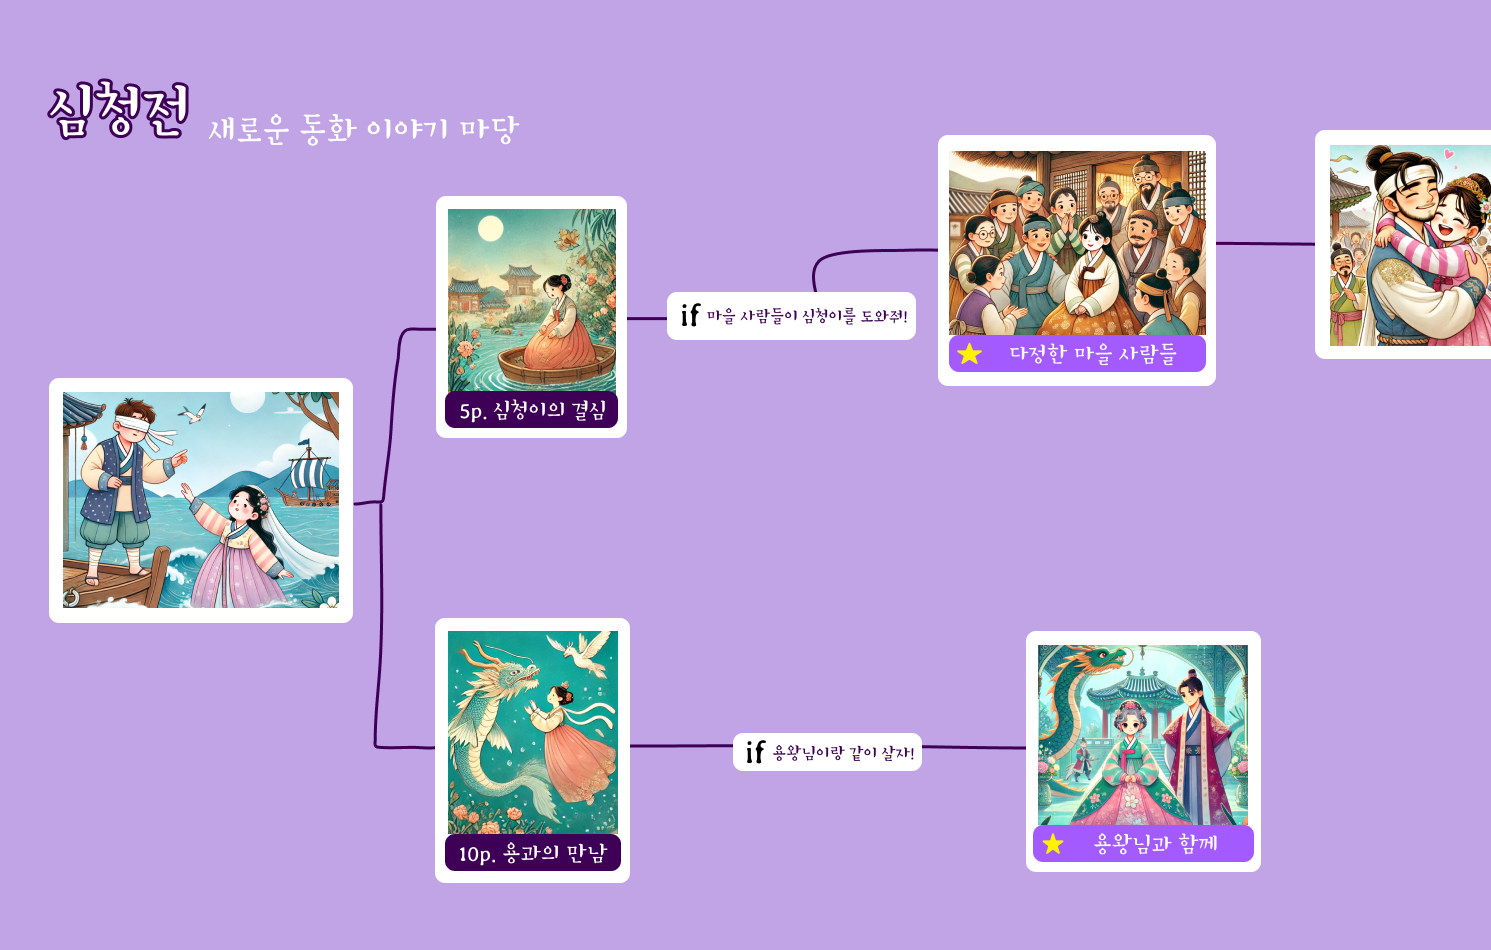 심청전
새로운 동화 이야기 마당
5p. 심청이의 결심
if 마을 사람들이 심청이를 도와줘!
다정한 마을 사람들
10p. 용과의 만남
if 용왕님이랑 같이 살자!
용왕님과 함께